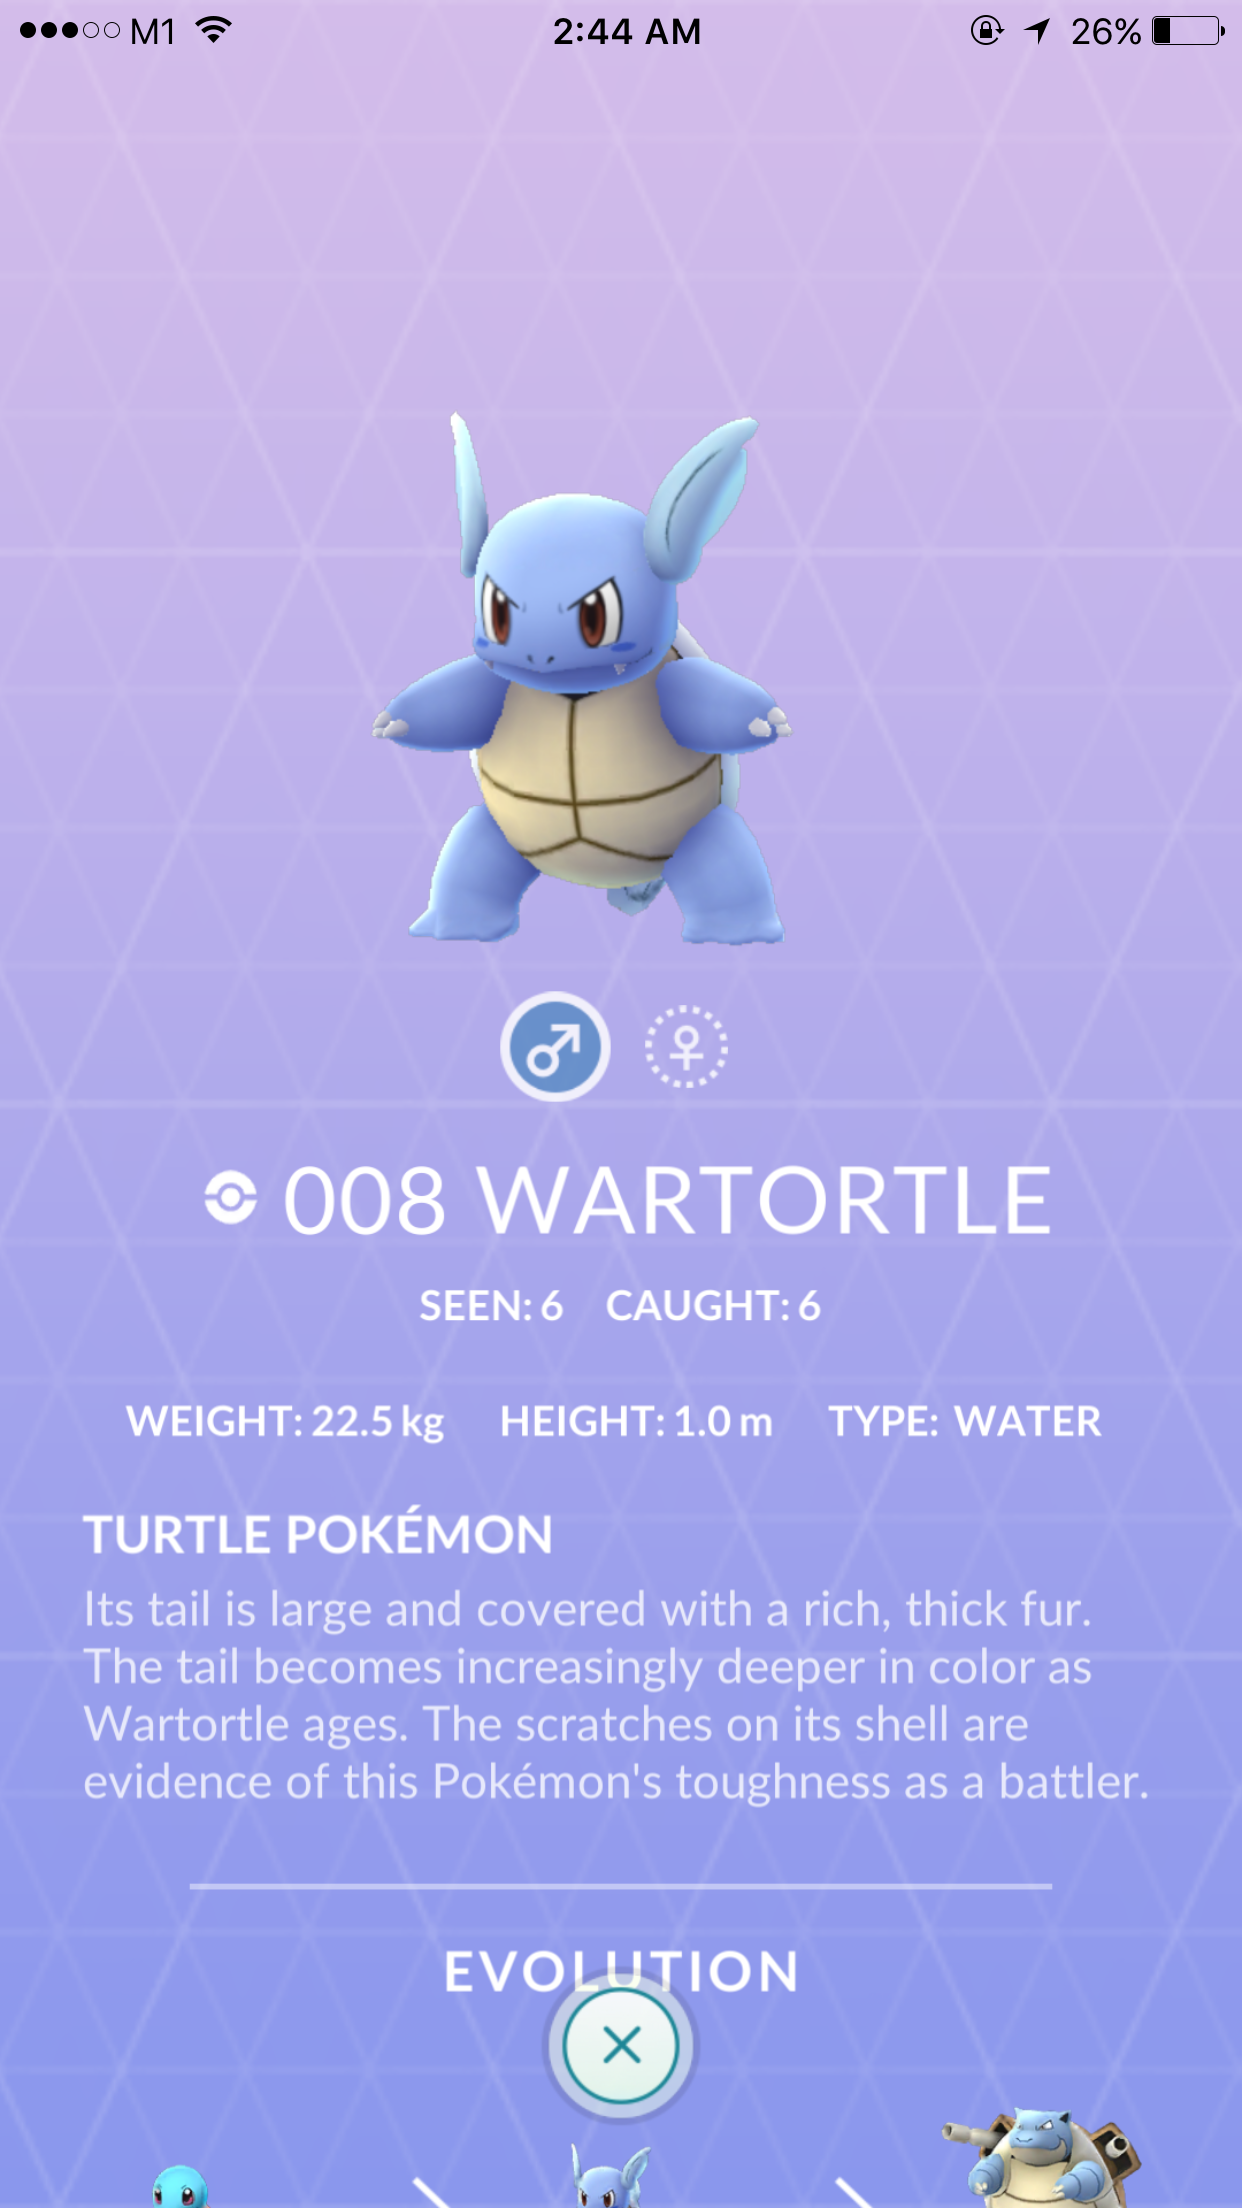 M1 2:44 AM 26%
008 WARTORTLE
SEEN: 6 CAUGHT: 6
WEIGHT: 22.5 kg HEIGHT: 1.0 m TYPE: WATER
TURTLE POKÉMON
Its tail is large and covered with a rich, thick fur.
The tail becomes increasingly deeper in color as
Wartortle ages. The scratches on its shell are
evidence of this Pokémon's toughness as a battler.
EVOLUTION